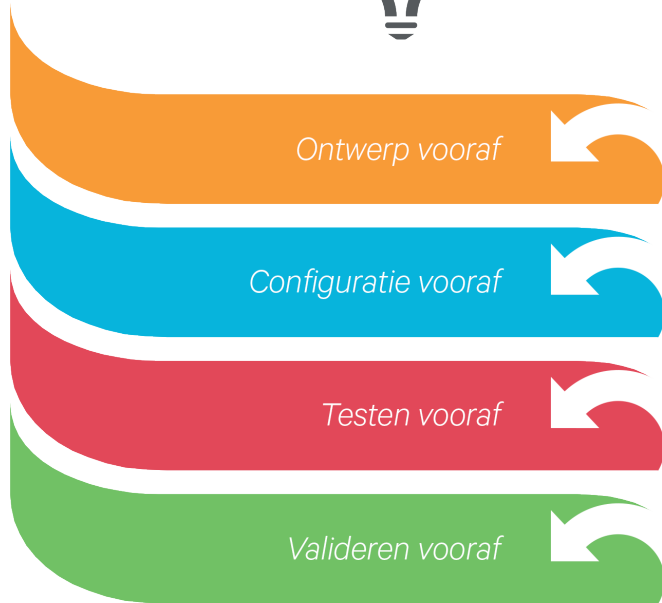 Ontwerp vooraf
Configuratie vooraf
Testen vooraf
Valideren vooraf